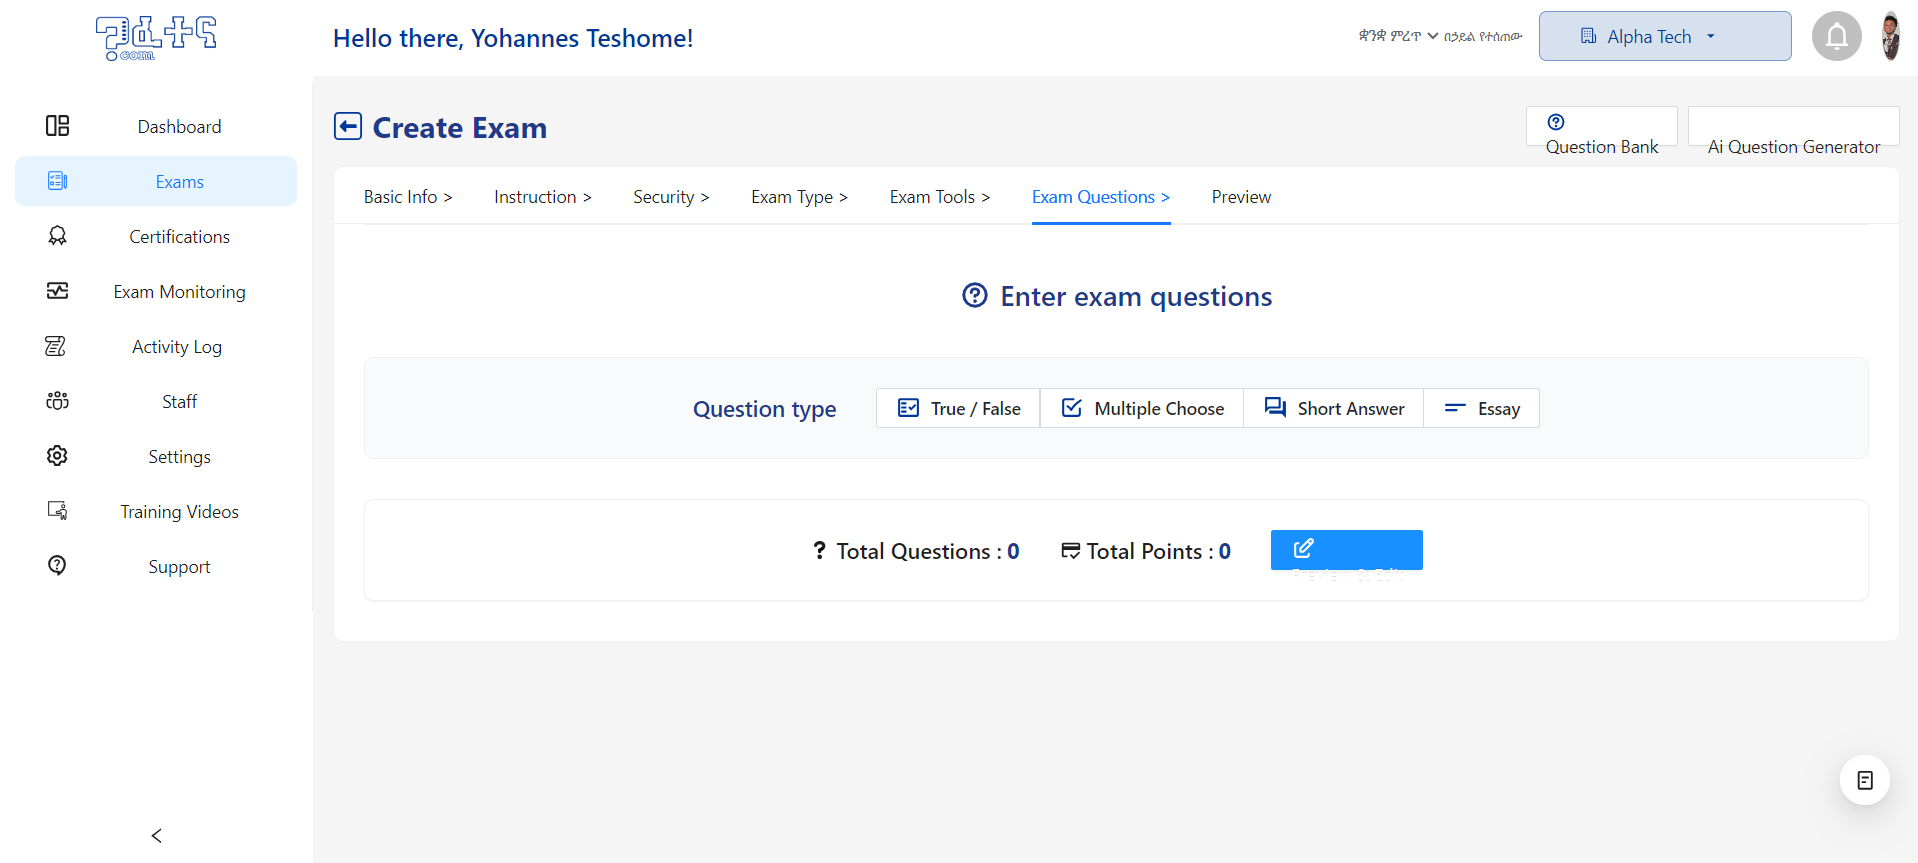 ፈተና
.com
Hello there, Yohannes Teshome!
ቋንቋ ምረጥ በኃይል የተሰጠው
Alpha Tech
Dashboard
Exams
Certifications
Exam Monitoring
Activity Log
Staff
Settings
Training Videos
Support
Create Exam
Question Bank
Ai Question Generator
Basic Info >
Instruction >
Security >
Exam Type >
Exam Tools >
Exam Questions >
Preview
Enter exam questions
Question type
True / False
Multiple Choose
Short Answer
Essay
? Total Questions : 0
Total Points : 0
Preview & Edit